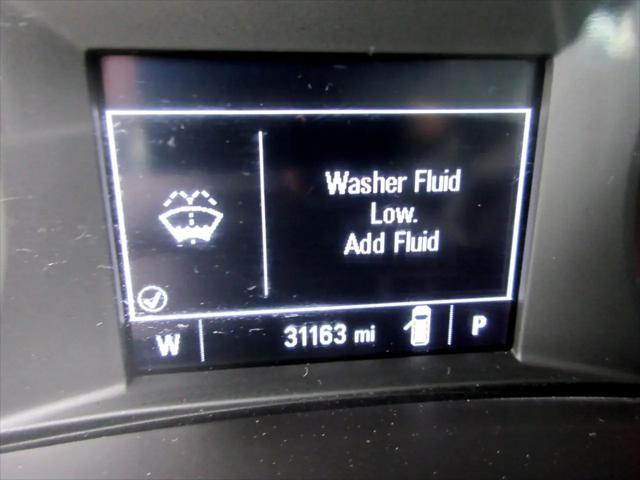 Washer Fluid
Low.
Add Fluid
W 31163 mi P